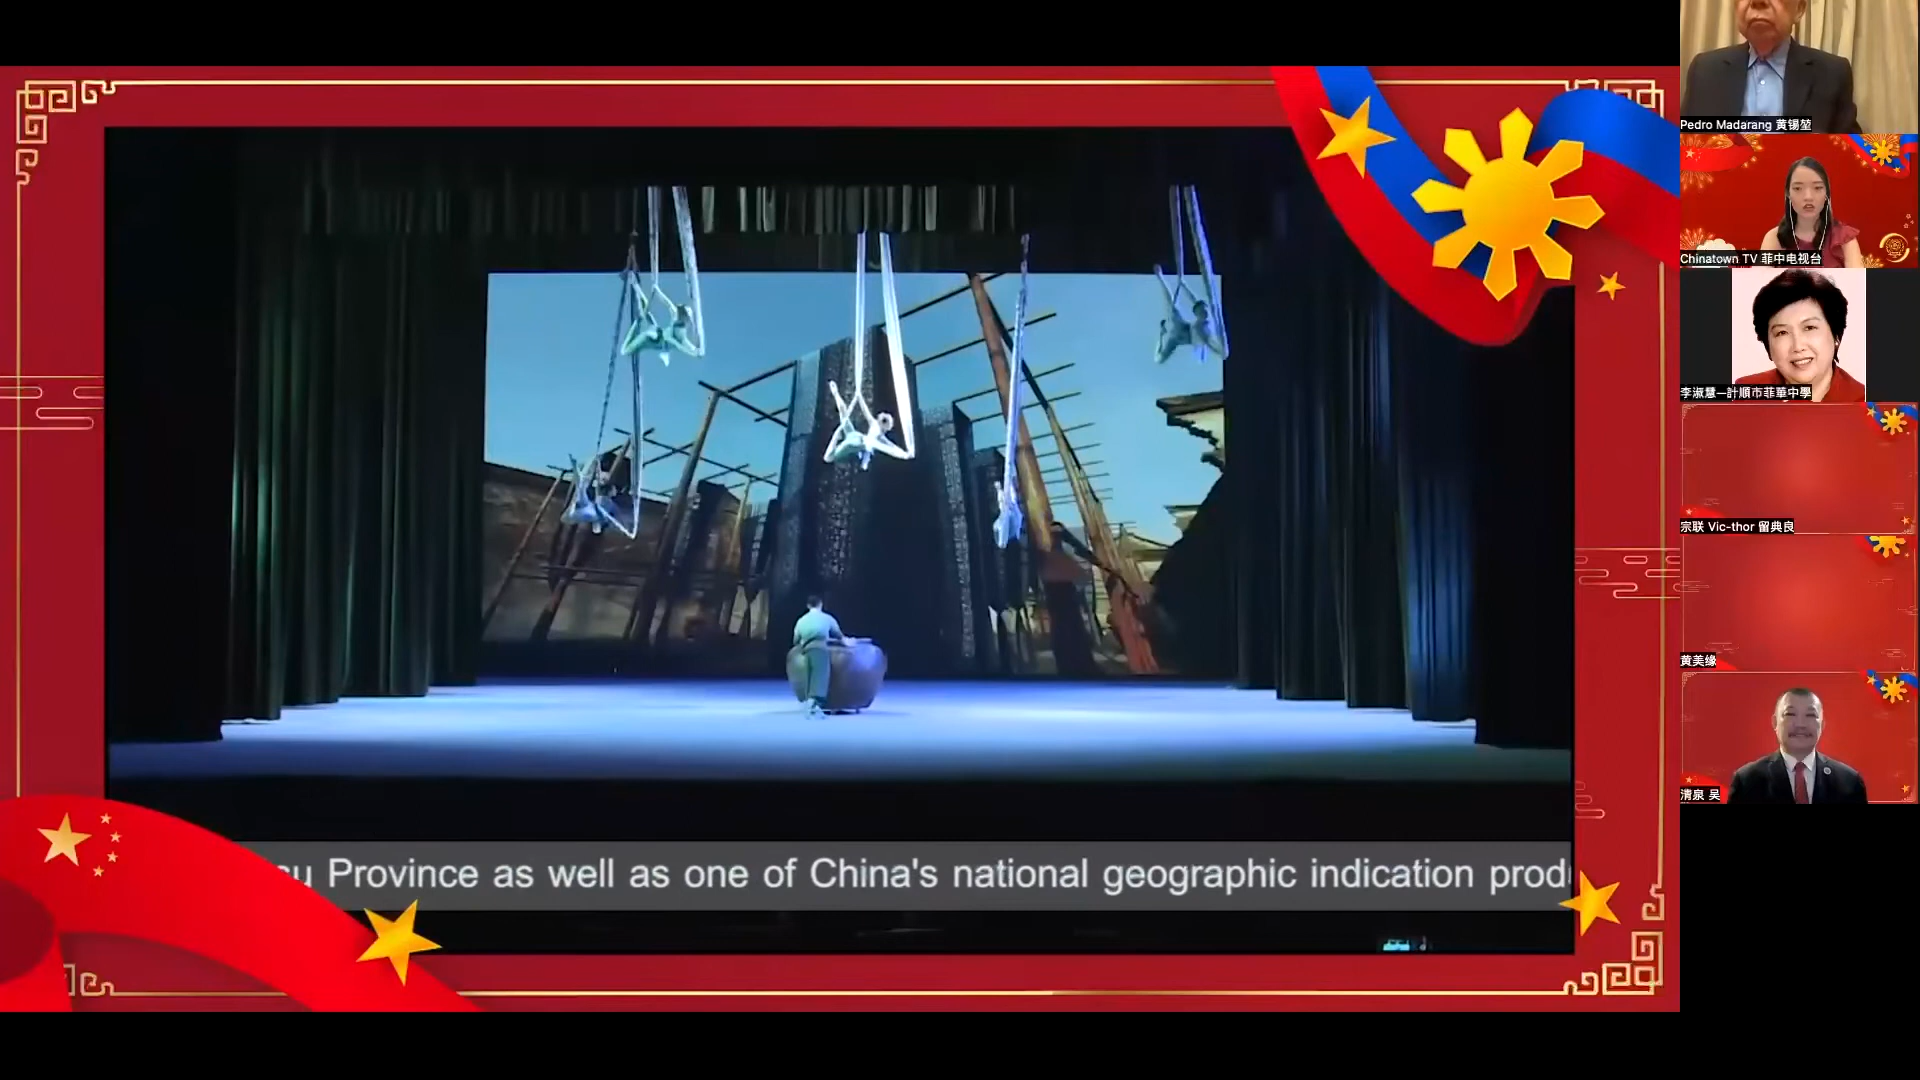 Province as well as one of China's national geographic indication
Pedro Madarang 黄锡堃
Chinatown TV 菲中电视台
李淑慧—計順市菲華中學
宗联 Vic-thor 留典良
黄美缘
清泉 吴